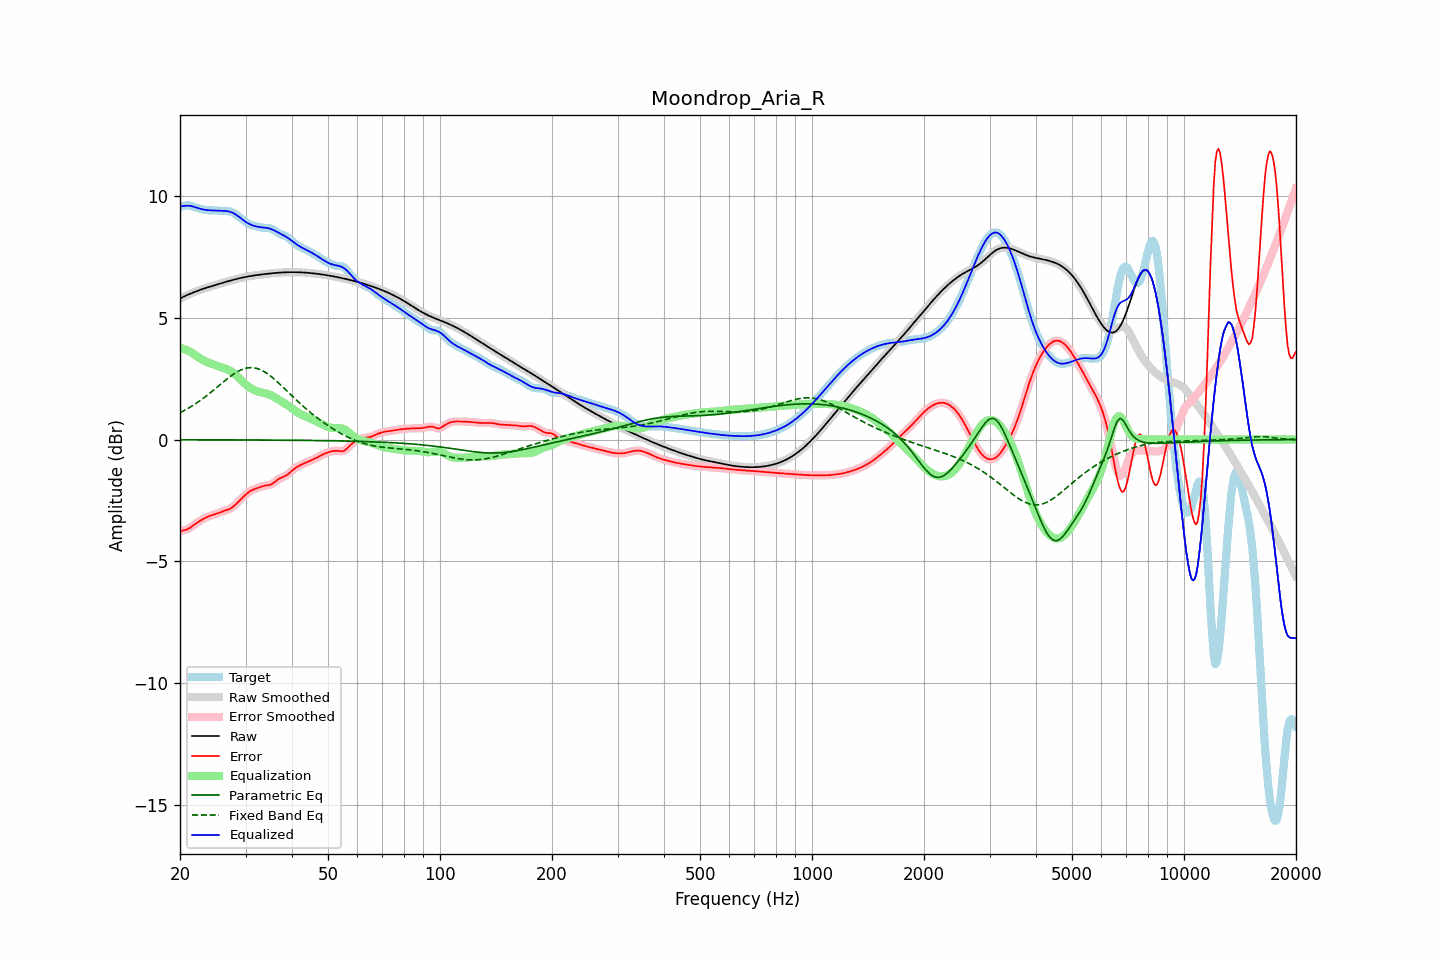 Moondrop_Aria_R
Amplitude (dBr)
10
5
0
−5
−10
−15
Target
Raw Smoothed
Error Smoothed
Raw
Error
Equalization
Parametric Eq
Fixed Band Eq
Equalized
20
50
100
200
500
1000
2000
5000
10000
20000
Frequency (Hz)